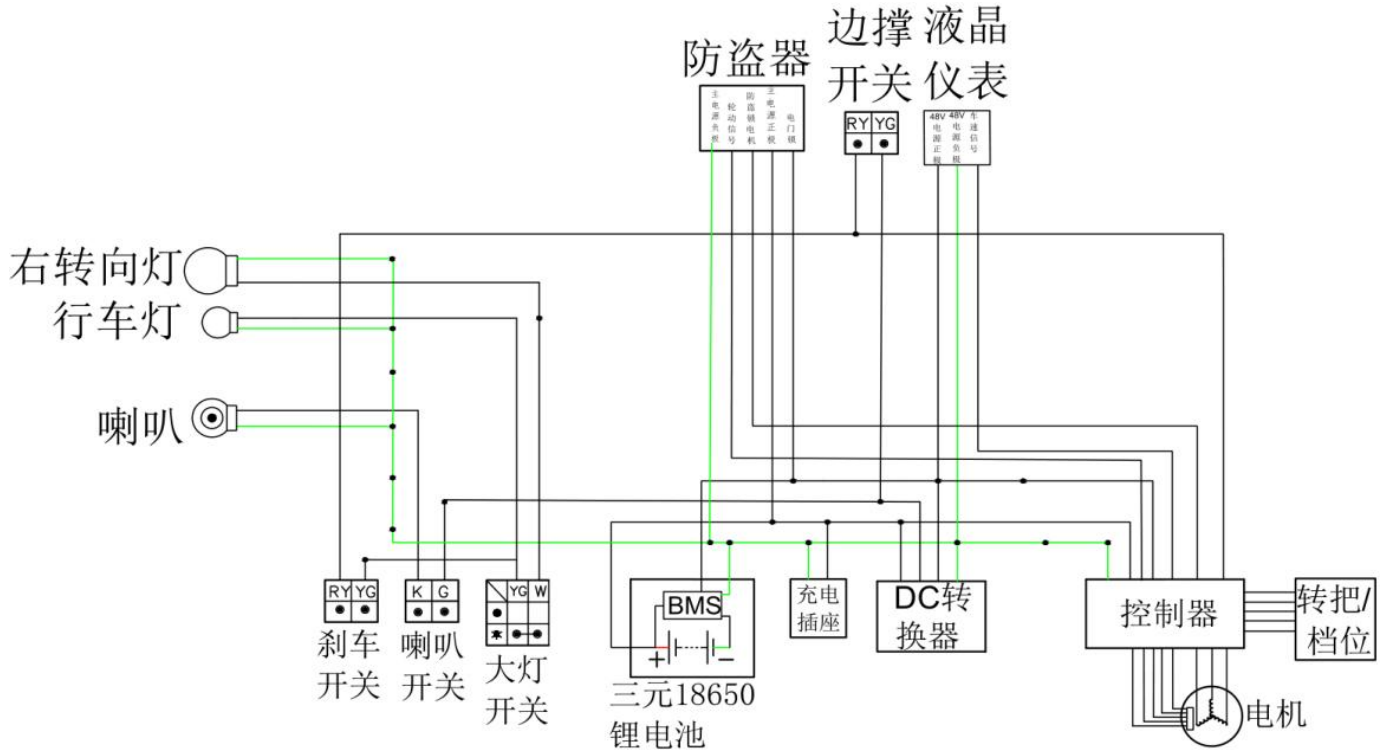 防盗器
边撑
开关
液晶
仪表
主电源负极
轮动信号
防盗锁电机
主电源正极
电门锁
RY YG
48V电源正极
48V电源负极
车速信号
右转向灯
行车灯
喇叭
RY YG
刹车
开关
K G
喇叭
开关
YG W
大灯
开关
BMS
+ −
三元18650
锂电池
充电
插座
DC转
换器
控制器
转把/
档位
电机